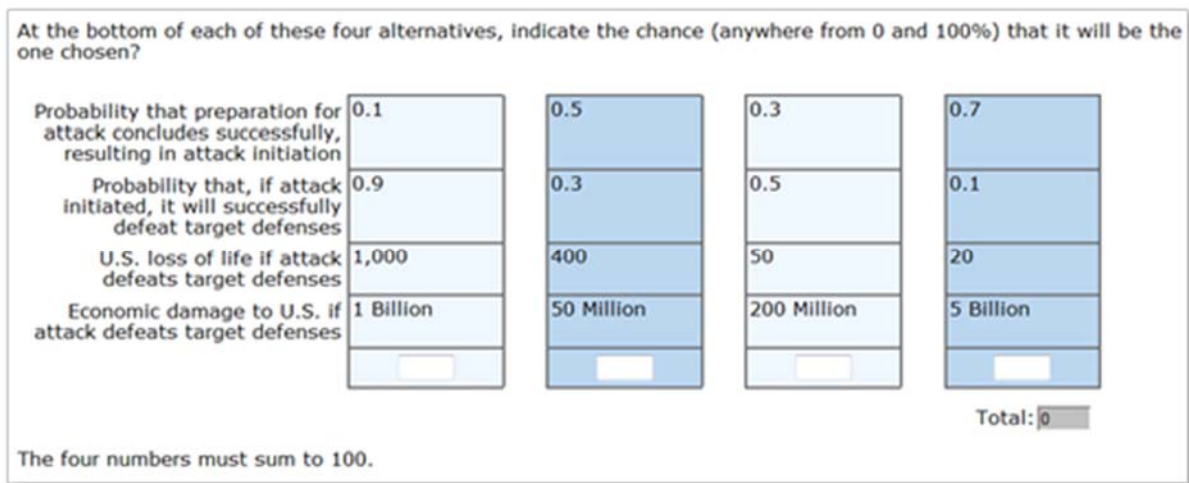 At the bottom of each of these four alternatives, indicate the chance (anywhere from 0 and 100%) that it will be the
one chosen?
Probability that preparation for 0.1 0.5 0.3 0.7
attack concludes successfully,
resulting in attack initiation
Probability that, if attack 0.9 0.3 0.5 0.1
initiated, it will successfully
defeat target defenses
U.S. loss of life if attack 1,000 400 50 20
defeats target defenses
Economic damage to U.S. if 1 Billion 50 Million 200 Million 5 Billion
attack defeats target defenses
Total: 0
The four numbers must sum to 100.